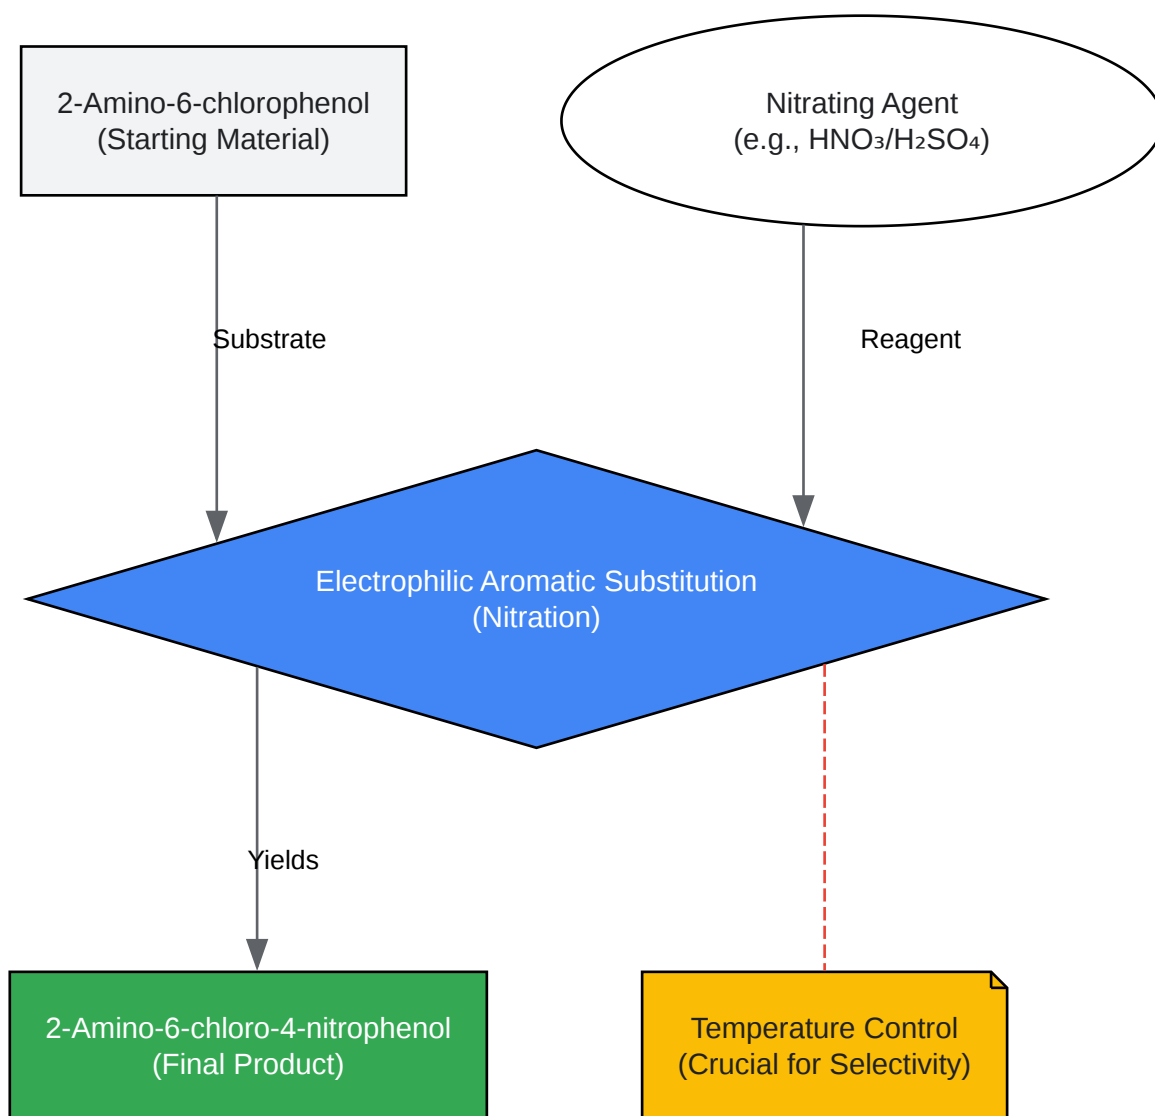 2-Amino-6-chlorophenol
(Starting Material)
Nitrating Agent
(e.g., HNO₃/H₂SO₄)
Substrate
Reagent
Electrophilic Aromatic Substitution
(Nitration)
Yields
2-Amino-6-chloro-4-nitrophenol
(Final Product)
Temperature Control
(Crucial for Selectivity)